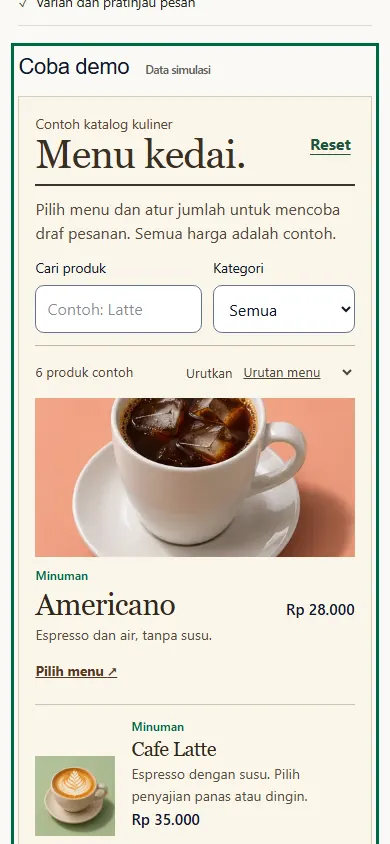 ✓ Varian dan pratinjau pesan
Coba demo
Data simulasi
Contoh katalog kuliner
Menu kedai.
Reset
Pilih menu dan atur jumlah untuk mencoba
draf pesanan. Semua harga adalah contoh.
Cari produk
Kategori
Contoh: Latte
Semua
6 produk contoh
Urutkan
Urutan menu
Minuman
Americano
Rp 28.000
Espresso dan air, tanpa susu.
Pilih menu ↗
Minuman
Cafe Latte
Espresso dengan susu. Pilih
penyajian panas atau dingin.
Rp 35.000